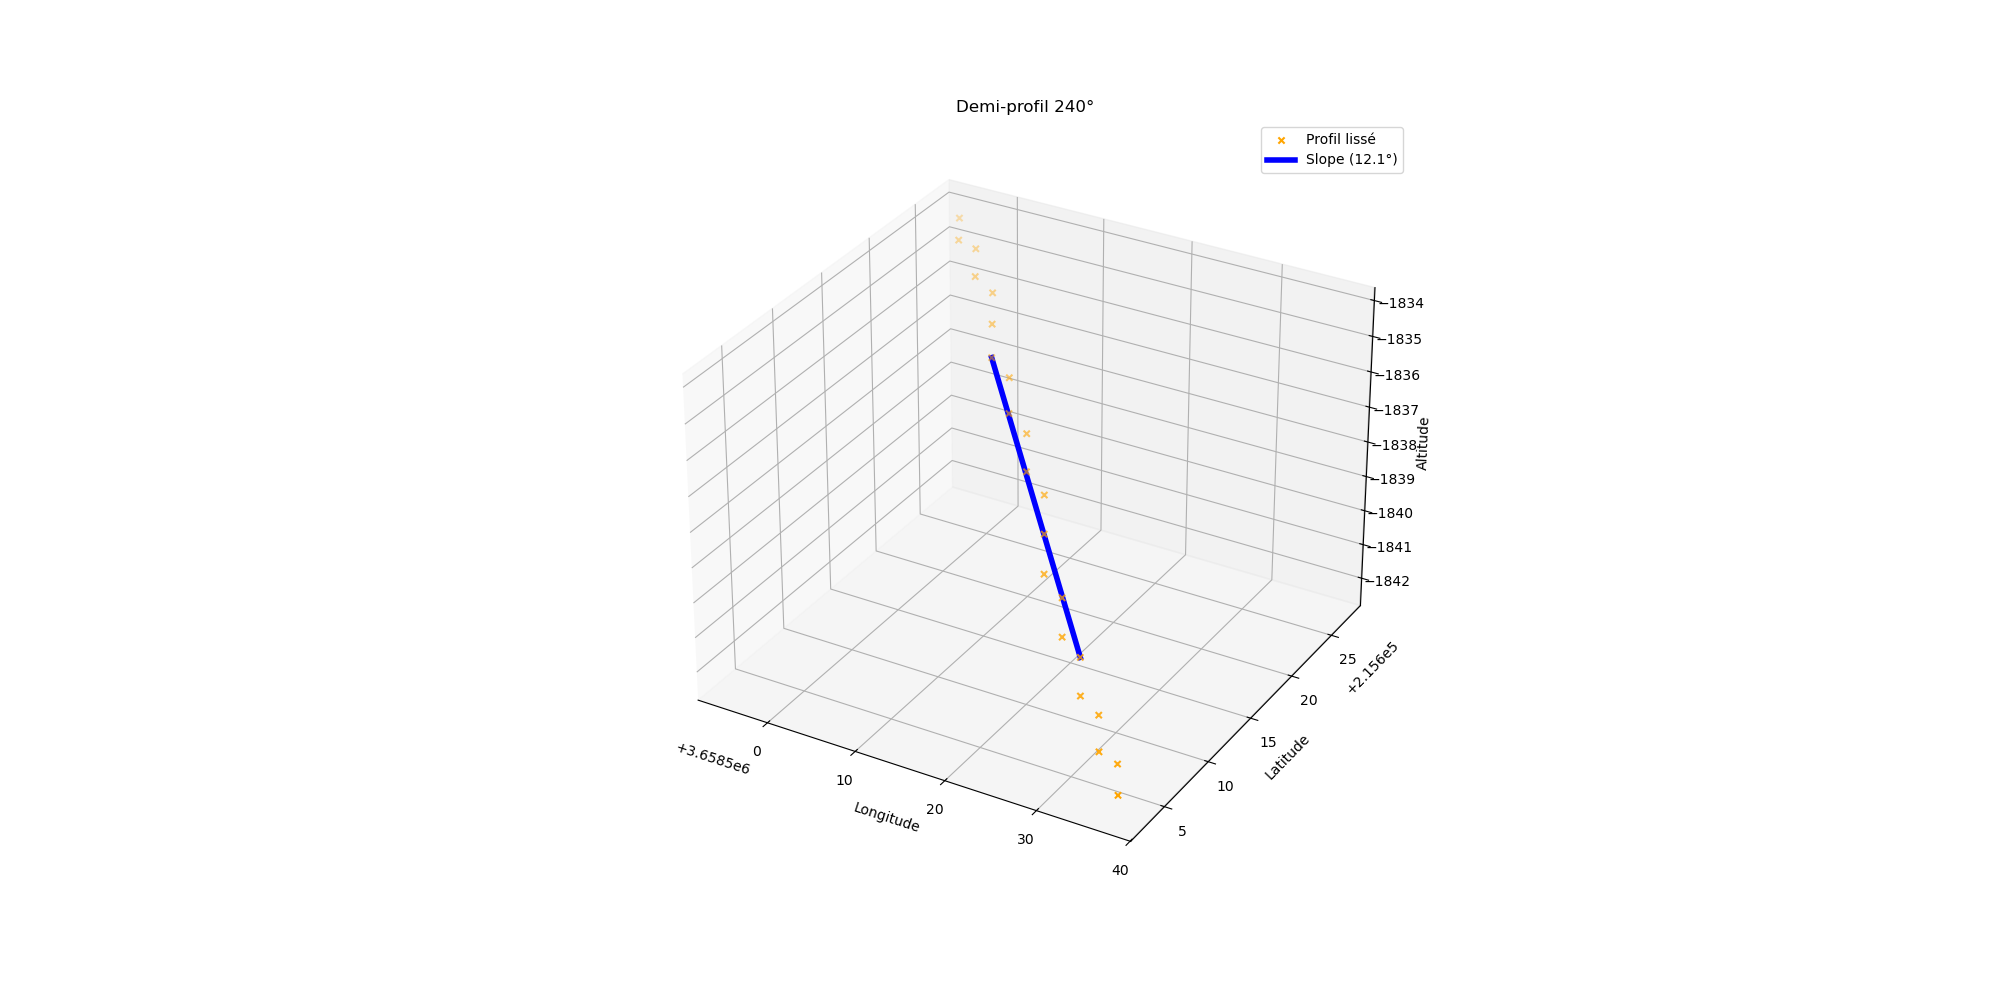 Demi-profil 240°
Profil lissé
Slope (12.1°)
−1834
−1835
−1836
−1837
−1838
−1839
−1840
−1841
−1842
Altitude
25
20
15
10
5
+2.156e5
Latitude
0
10
20
30
40
+3.6585e6
Longitude